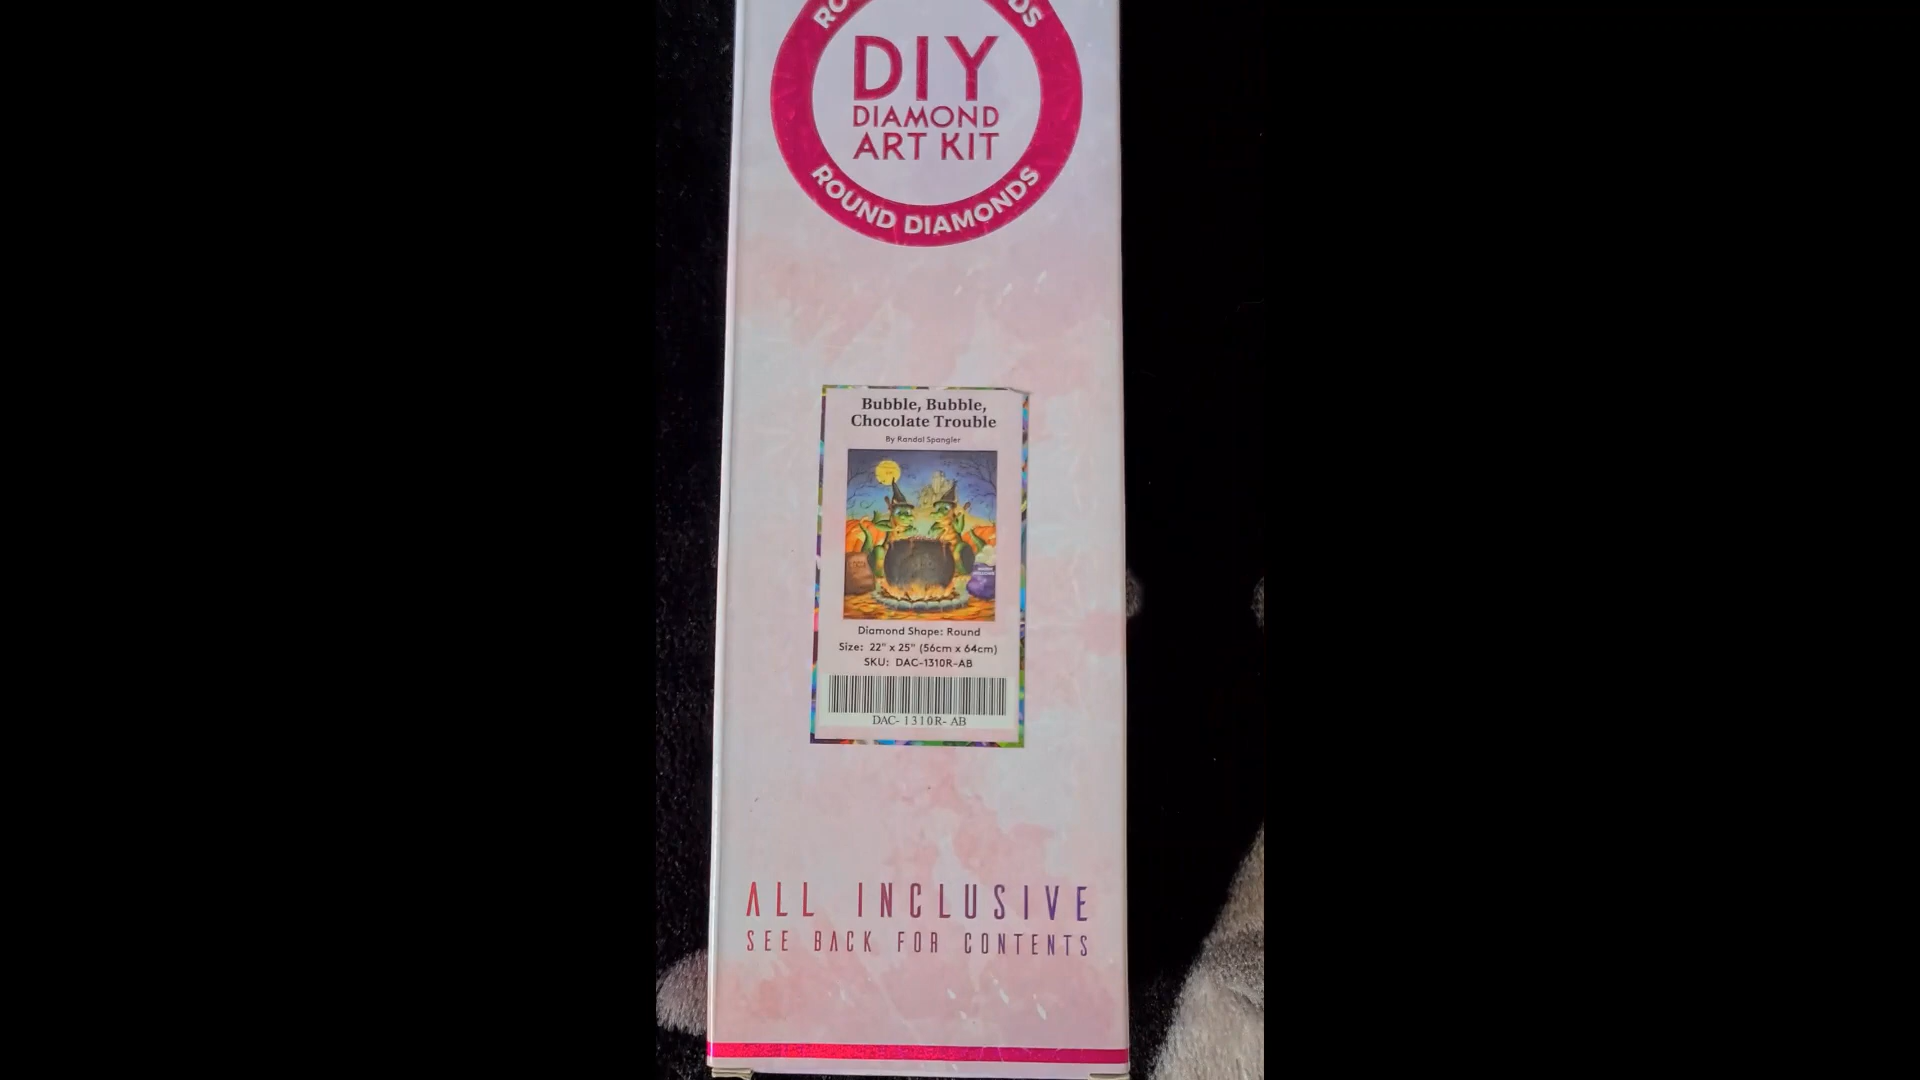 DIY
DIAMOND
ART KIT
ROUND DIAMONDS
Bubble, Bubble,
Chocolate Trouble
By Randal Spangler
Diamond Shape: Round
Size: 22" x 25" (56cm x 64cm)
SKU: DAC-1310R-AB
DAC- 1310R- AB
ALL INCLUSIVE
SEE BACK FOR CONTENTS